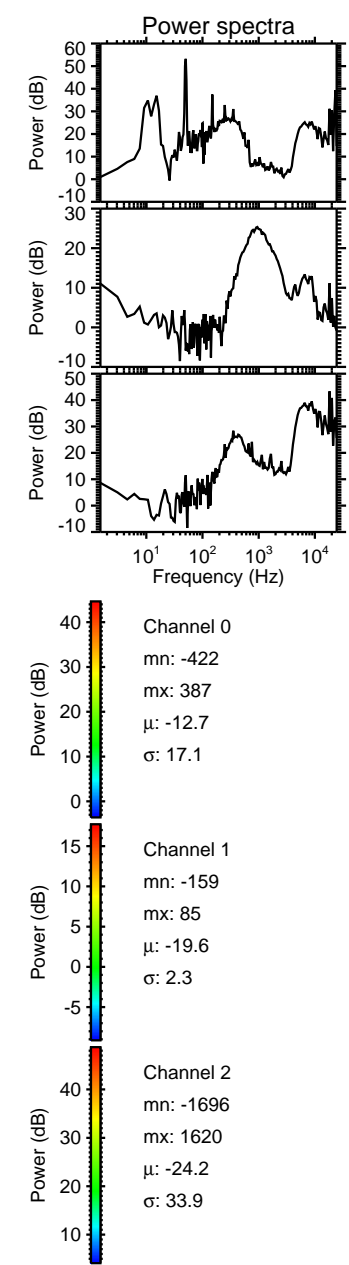 Power spectra
60
50
40
30
20
10
0
-10
Power (dB)
30
20
10
0
-10
Power (dB)
50
40
30
20
10
0
-10
Power (dB)
10¹ 10² 10³ 10⁴
Frequency (Hz)
40
30
20
10
0
Power (dB)
Channel 0
mn: -422
mx: 387
μ: -12.7
σ: 17.1
15
10
5
0
-5
Power (dB)
Channel 1
mn: -159
mx: 85
μ: -19.6
σ: 2.3
40
30
20
10
Power (dB)
Channel 2
mn: -1696
mx: 1620
μ: -24.2
σ: 33.9